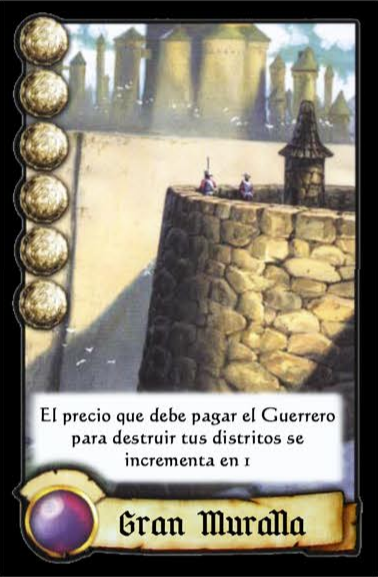 El precio que debe pagar el Guerrero
para destruir tus distritos se
incrementa en 1
Gran Muralla